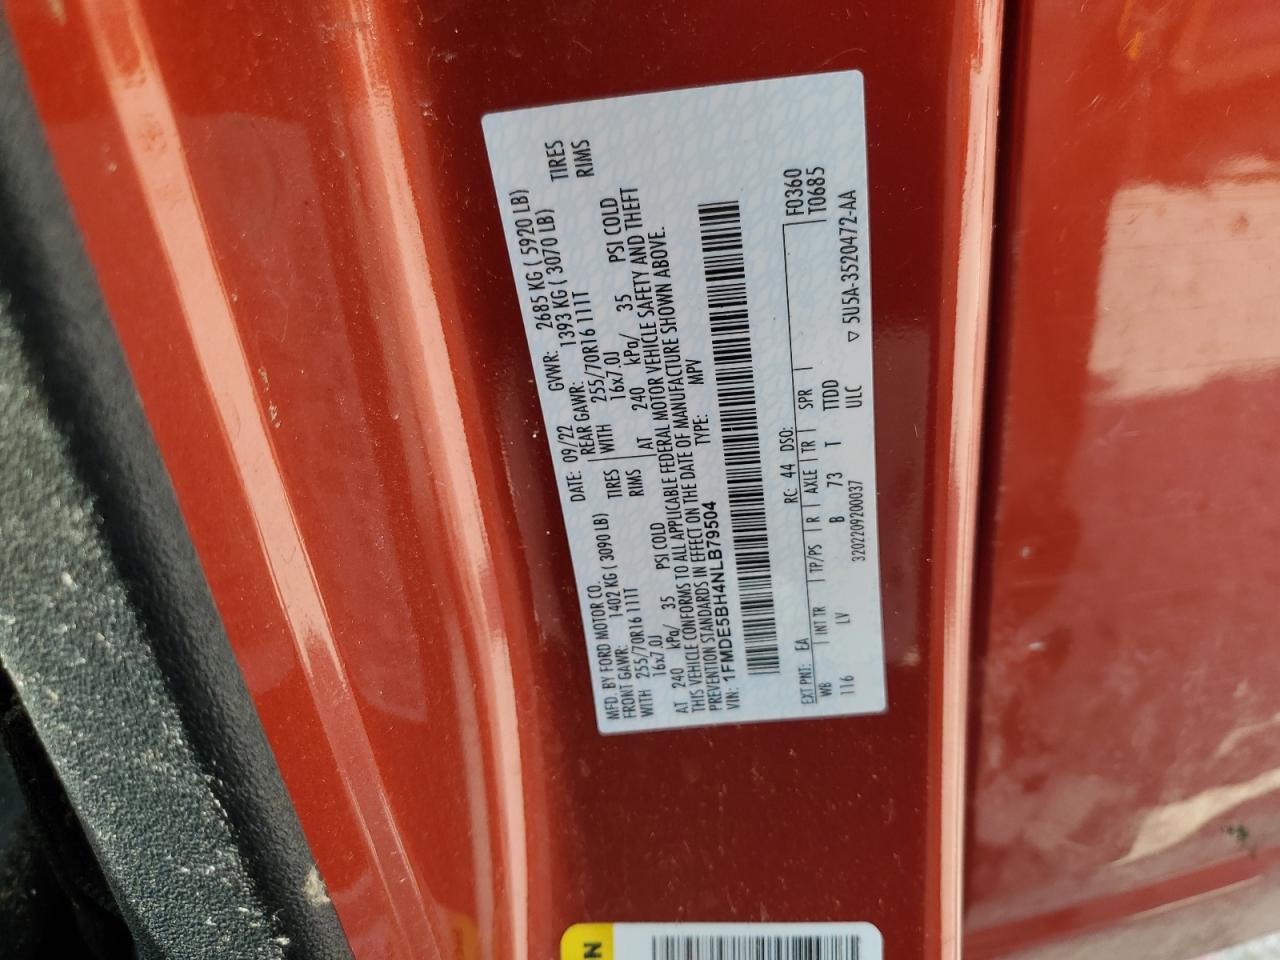 MFD. BY FORD MOTOR CO. DATE: 09/22 GVWR: 2685 KG ( 5920 LB)
FRONT GAWR: 1402 KG ( 3090 LB) REAR GAWR: 1393 KG ( 3070 LB)
WITH 255/70R16 111T TIRES WITH 255/70R16 111T TIRES
16x7.0J RIMS 16x7.0J RIMS
AT 240 kPa/ 35 PSI COLD AT 240 kPa/ 35 PSI COLD
THIS VEHICLE CONFORMS TO ALL APPLICABLE FEDERAL MOTOR VEHICLE SAFETY AND THEFT
PREVENTION STANDARDS IN EFFECT ON THE DATE OF MANUFACTURE SHOWN ABOVE.
VIN: 1FMDE5BH4NLB79504 TYPE: MPV
F0360
EXT PNT: EA RC: 44 DSO: T0685
WB INT TR TP/PS R AXLE TR SPR
116 LV B 73 T TTDD
ULC
3202209200037 ▽ 5U5A-3520472-AA
N